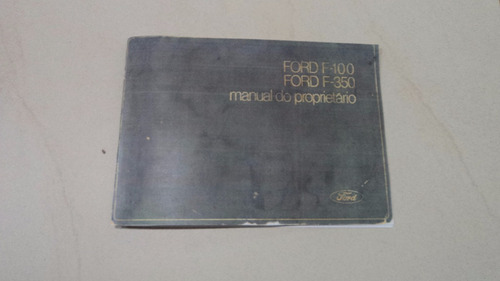 FORD F-100
FORD F-350
manual do proprietário
Ford